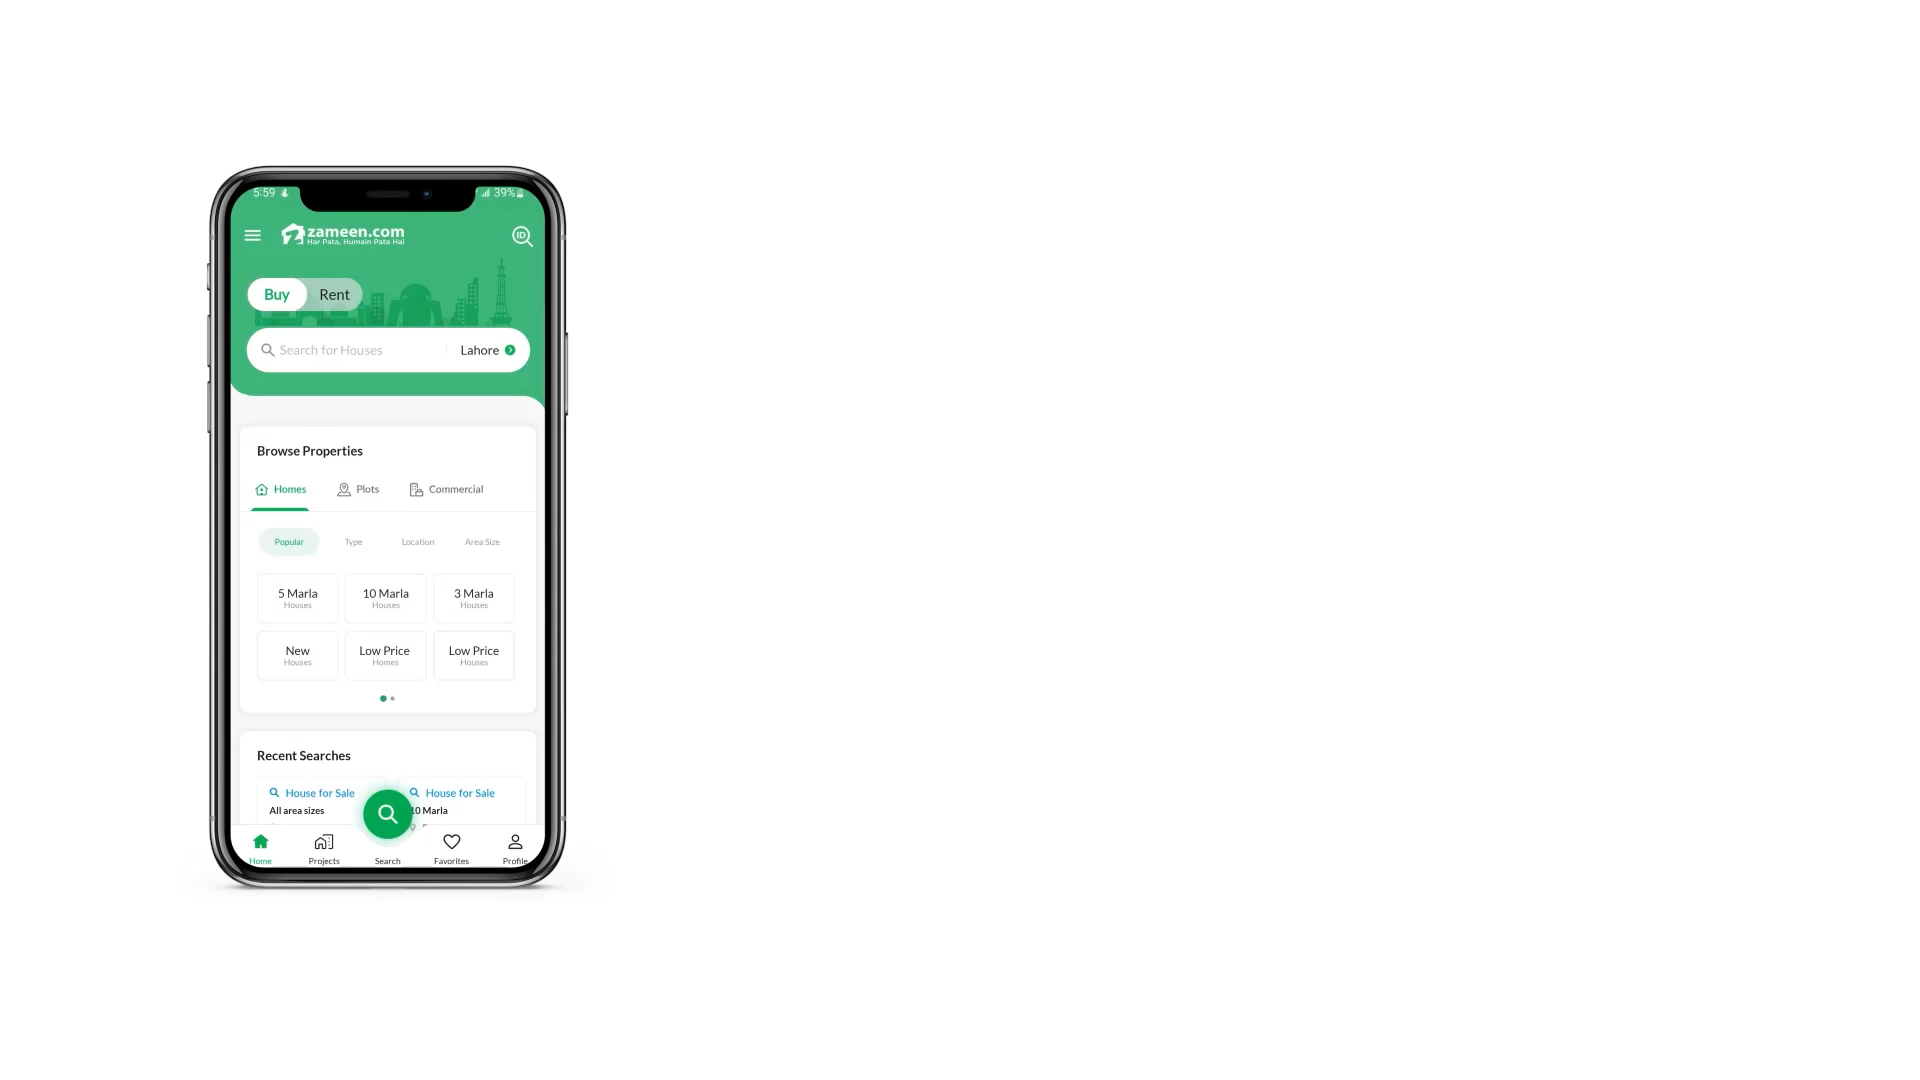 5:59
39%
zameen.com
Har Pata, Humain Pata Hai
ID
Buy Rent
Search for Houses
Lahore
Browse Properties
Homes Plots Commercial
Popular Type Location Area Size
5 Marla 10 Marla 3 Marla
Houses Houses Houses
New Low Price Low Price
Houses Homes Houses
Recent Searches
House for Sale House for Sale
All area sizes 10 Marla
Home Projects Search Favorites Profile